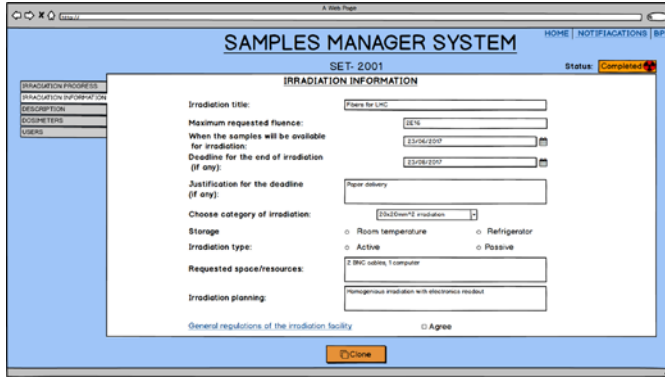 A Web Page
http://
HOME | NOTIFIACATIONS | BP
SAMPLES MANAGER SYSTEM
SET- 2001
Status: Completed
IRRADIATION PROGRESS
IRRADIATION INFORMATION
DESCRIPTION
DOSIMETERS
USERS
IRRADIATION INFORMATION
Irradiation title: Fibers for LHC
Maximum requested fluence: 2E16
When the samples will be available
for irradiation: 23/06/2017
Deadline for the end of irradiation
(if any): 23/08/2017
Justification for the deadline
(if any): Paper delivery
Choose category of irradiation: 20x20mm^2 irradiation
Storage Room temperature Refrigerator
Irradiation type: Active Passive
Requested space/resources: 2 BNC cables, 1 computer
Irradiation planning: Homogenous irradiation with electronics readout
General regulations of the irradiation facility Agree
Clone